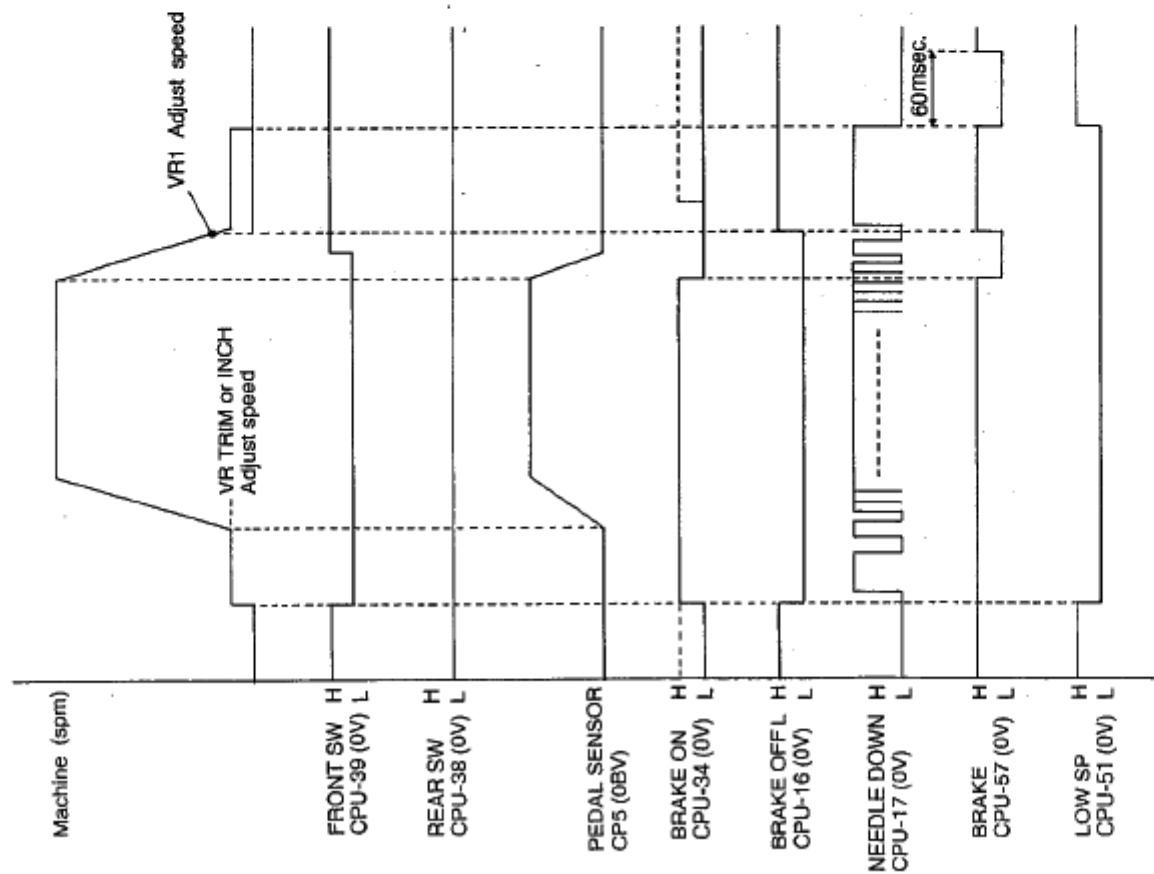 Machine (spm)
VR1 Adjust speed
VR TRIM or INCH
Adjust speed
FRONT SW H
CPU-39 (0V) L
REAR SW H
CPU-38 (0V) L
PEDAL SENSOR
CP5 (0BV)
BRAKE ON H
CPU-34 (0V) L
BRAKE OFF L H
CPU-16 (0V) L
NEEDLE DOWN H
CPU-17 (0V) L
60msec.
BRAKE H
CPU-57 (0V) L
LOW SP H
CPU-51 (0V) L